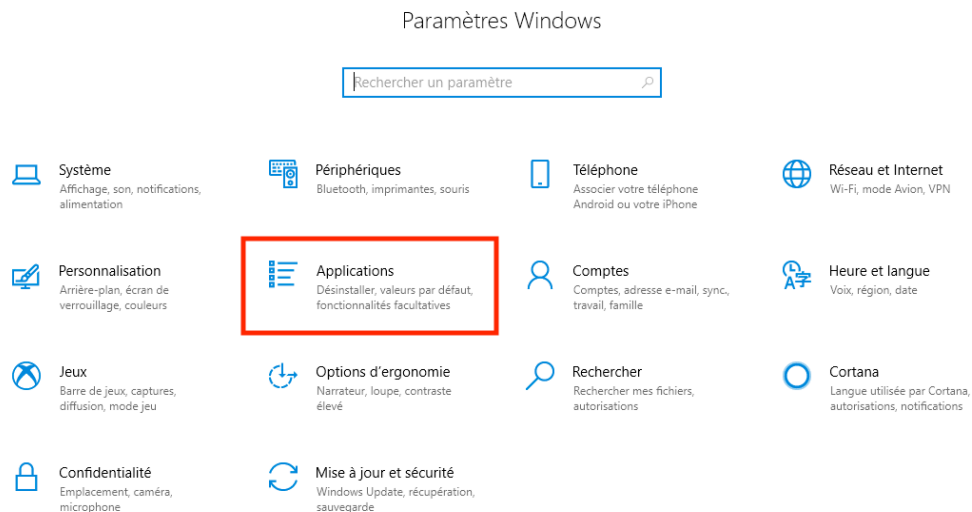 Paramètres Windows
Rechercher un paramètre
Système
Affichage, son, notifications,
alimentation
Périphériques
Bluetooth, imprimantes, souris
Téléphone
Associer votre téléphone
Android ou votre iPhone
Réseau et Internet
Wi-Fi, mode Avion, VPN
Personnalisation
Arrière-plan, écran de
verrouillage, couleurs
Applications
Désinstaller, valeurs par défaut,
fonctionnalités facultatives
Comptes
Comptes, adresse e-mail, sync.,
travail, famille
Heure et langue
Voix, région, date
Jeux
Barre de jeux, captures,
diffusion, mode jeu
Options d’ergonomie
Narrateur, loupe, contraste
élevé
Rechercher
Rechercher mes fichiers,
autorisations
Cortana
Langue utilisée par Cortana,
autorisations, notifications
Confidentialité
Emplacement, caméra,
microphone
Mise à jour et sécurité
Windows Update, récupération,
sauvegarde